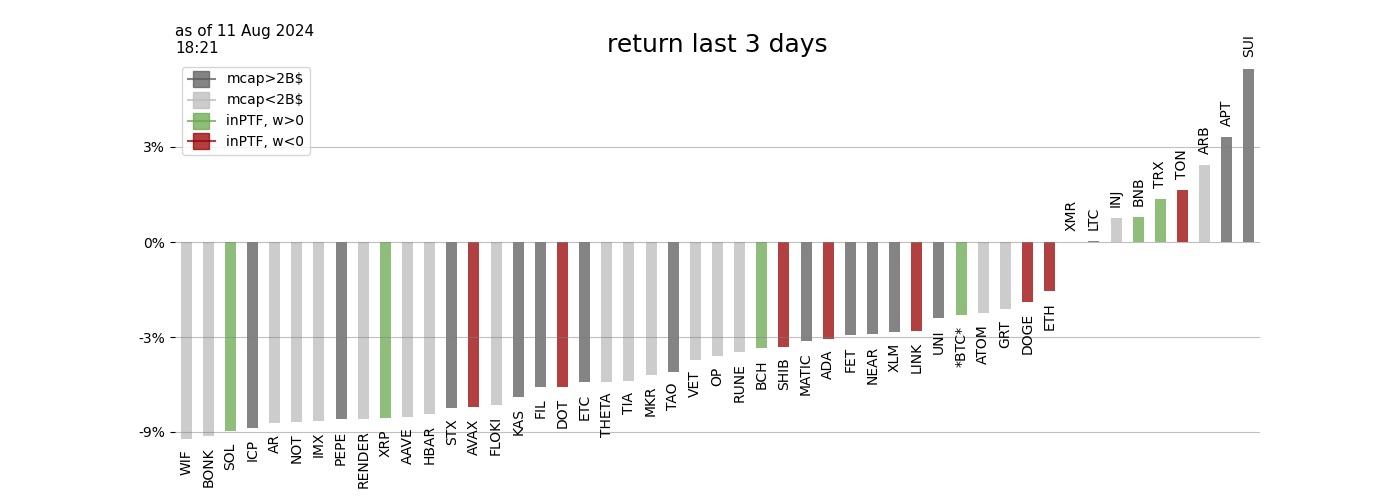 as of 11 Aug 2024
18:21
return last 3 days
mcap>2B$
mcap<2B$
inPTF, w>0
inPTF, w<0
3%
0%
-3%
-9%
WIF
BONK
SOL
ICP
AR
NOT
IMX
PEPE
RENDER
XRP
AAVE
HBAR
STX
AVAX
FLOKI
KAS
FIL
DOT
ETC
THETA
TIA
MKR
TAO
VET
OP
RUNE
BCH
SHIB
MATIC
ADA
FET
NEAR
XLM
LINK
UNI
*BTC*
ATOM
GRT
DOGE
ETH
XMR
LTC
INJ
BNB
TRX
TON
ARB
APT
SUI